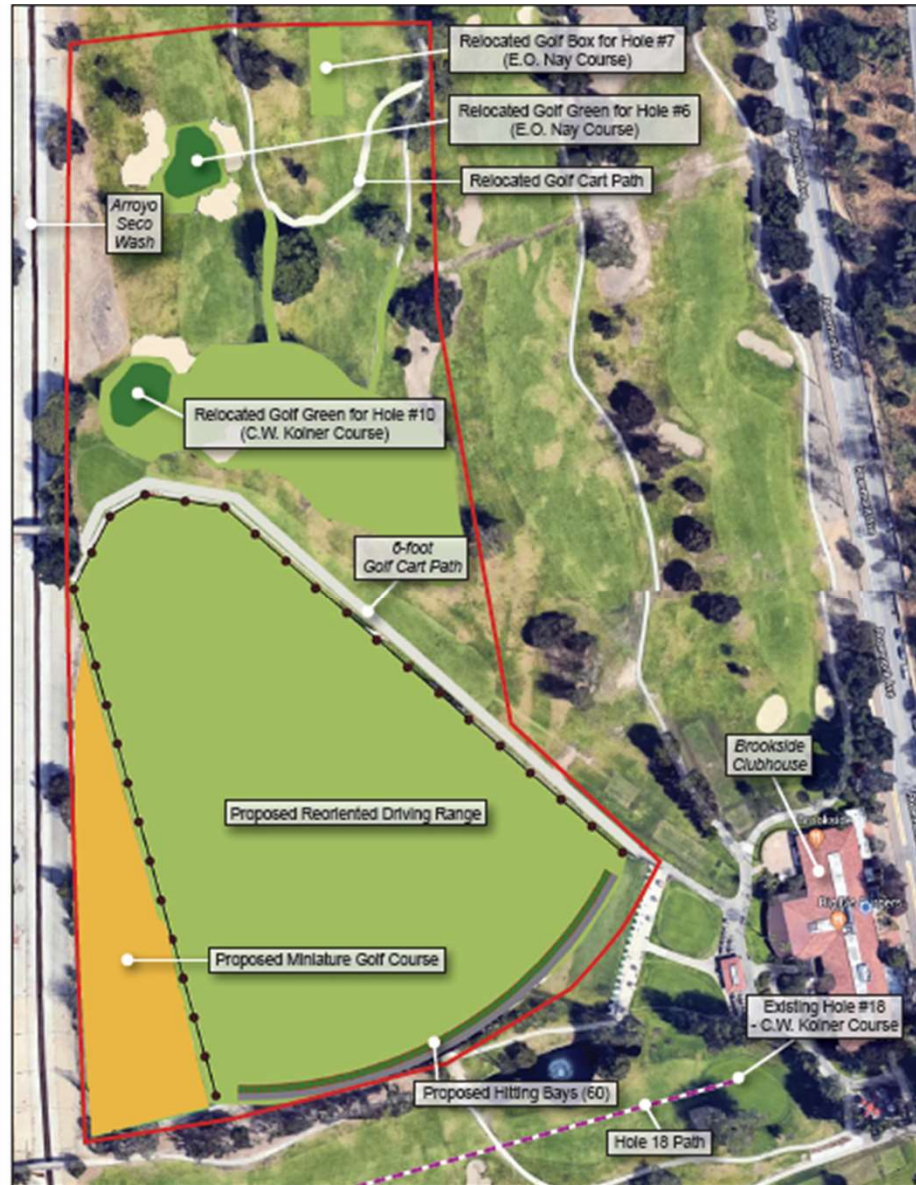 Relocated Golf Box for Hole #7
(E.O. Nay Course)
Relocated Golf Green for Hole #6
(E.O. Nay Course)
Relocated Golf Cart Path
Arroyo
Seco
Wash
Relocated Golf Green for Hole #10
(C.W. Kolner Course)
6-foot
Golf Cart Path
Brookside
Clubhouse
Proposed Reoriented Driving Range
Proposed Miniature Golf Course
Existing Hole #18
- C.W. Kolner Course
Proposed Hitting Bays (60)
Hole 18 Path